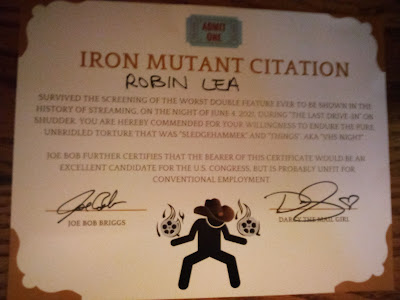 ADMIT
ONE
IRON MUTANT CITATION
ROBIN LEA
SURVIVED THE SCREENING OF THE WORST DOUBLE FEATURE EVER TO BE SHOWN IN THE
HISTORY OF STREAMING, ON THE NIGHT OF JUNE 4 2021, DURING "THE LAST DRIVE-IN" ON
SHUDDER. YOU ARE HEREBY COMMENDED FOR YOUR WILLINGNESS TO ENDURE THE PURE
UNBRIDLED TORTURE THAT WAS "SLEDGEHAMMER" AND "THINGS", AKA "VHS NIGHT".
JOE BOB FURTHER CERTIFIES THAT THE BEARER OF THIS CERTIFICATE WOULD BE AN
EXCELLENT CANDIDATE FOR THE U.S. CONGRESS, BUT IS PROBABLY UNFIT FOR
CONVENTIONAL EMPLOYMENT.
JOE BOB BRIGGS
DARCY THE MAIL GIRL